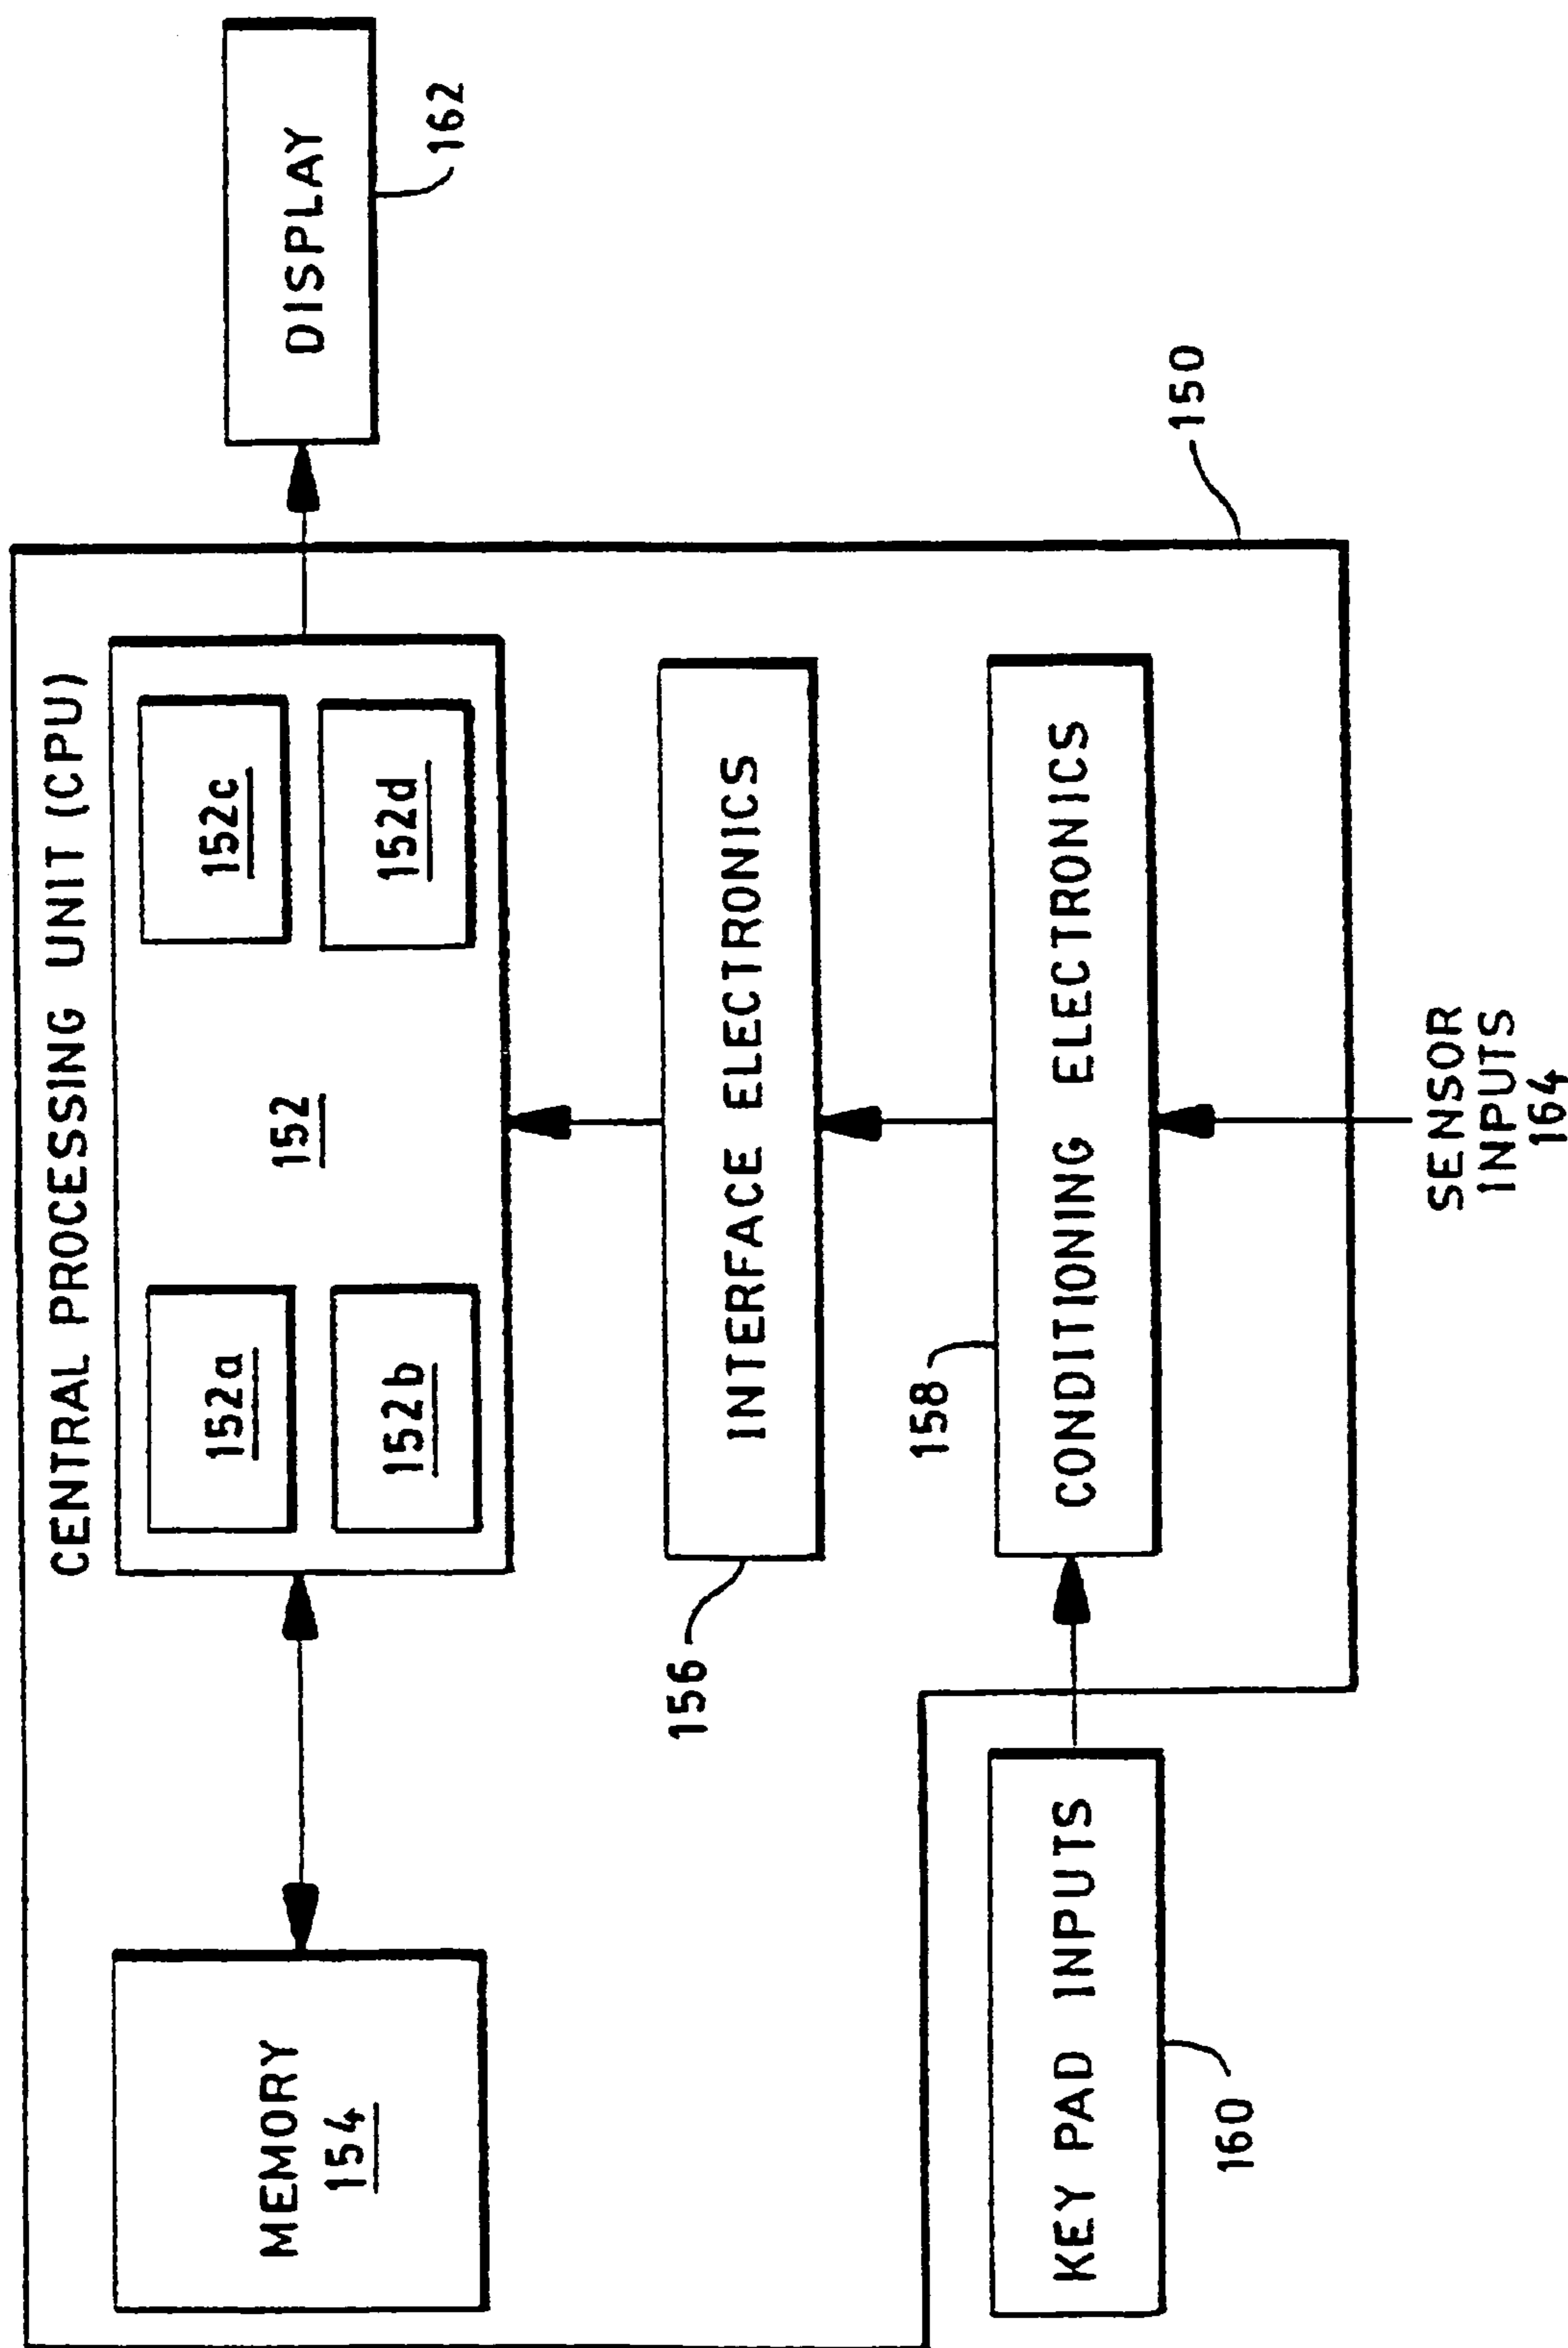 CENTRAL PROCESSING UNIT (CPU)
MEMORY
154
152a
152b
152
152c
152d
DISPLAY
162
156
INTERFACE ELECTRONICS
158
CONDITIONING ELECTRONICS
150
KEY PAD INPUTS
160
SENSOR
INPUTS
164